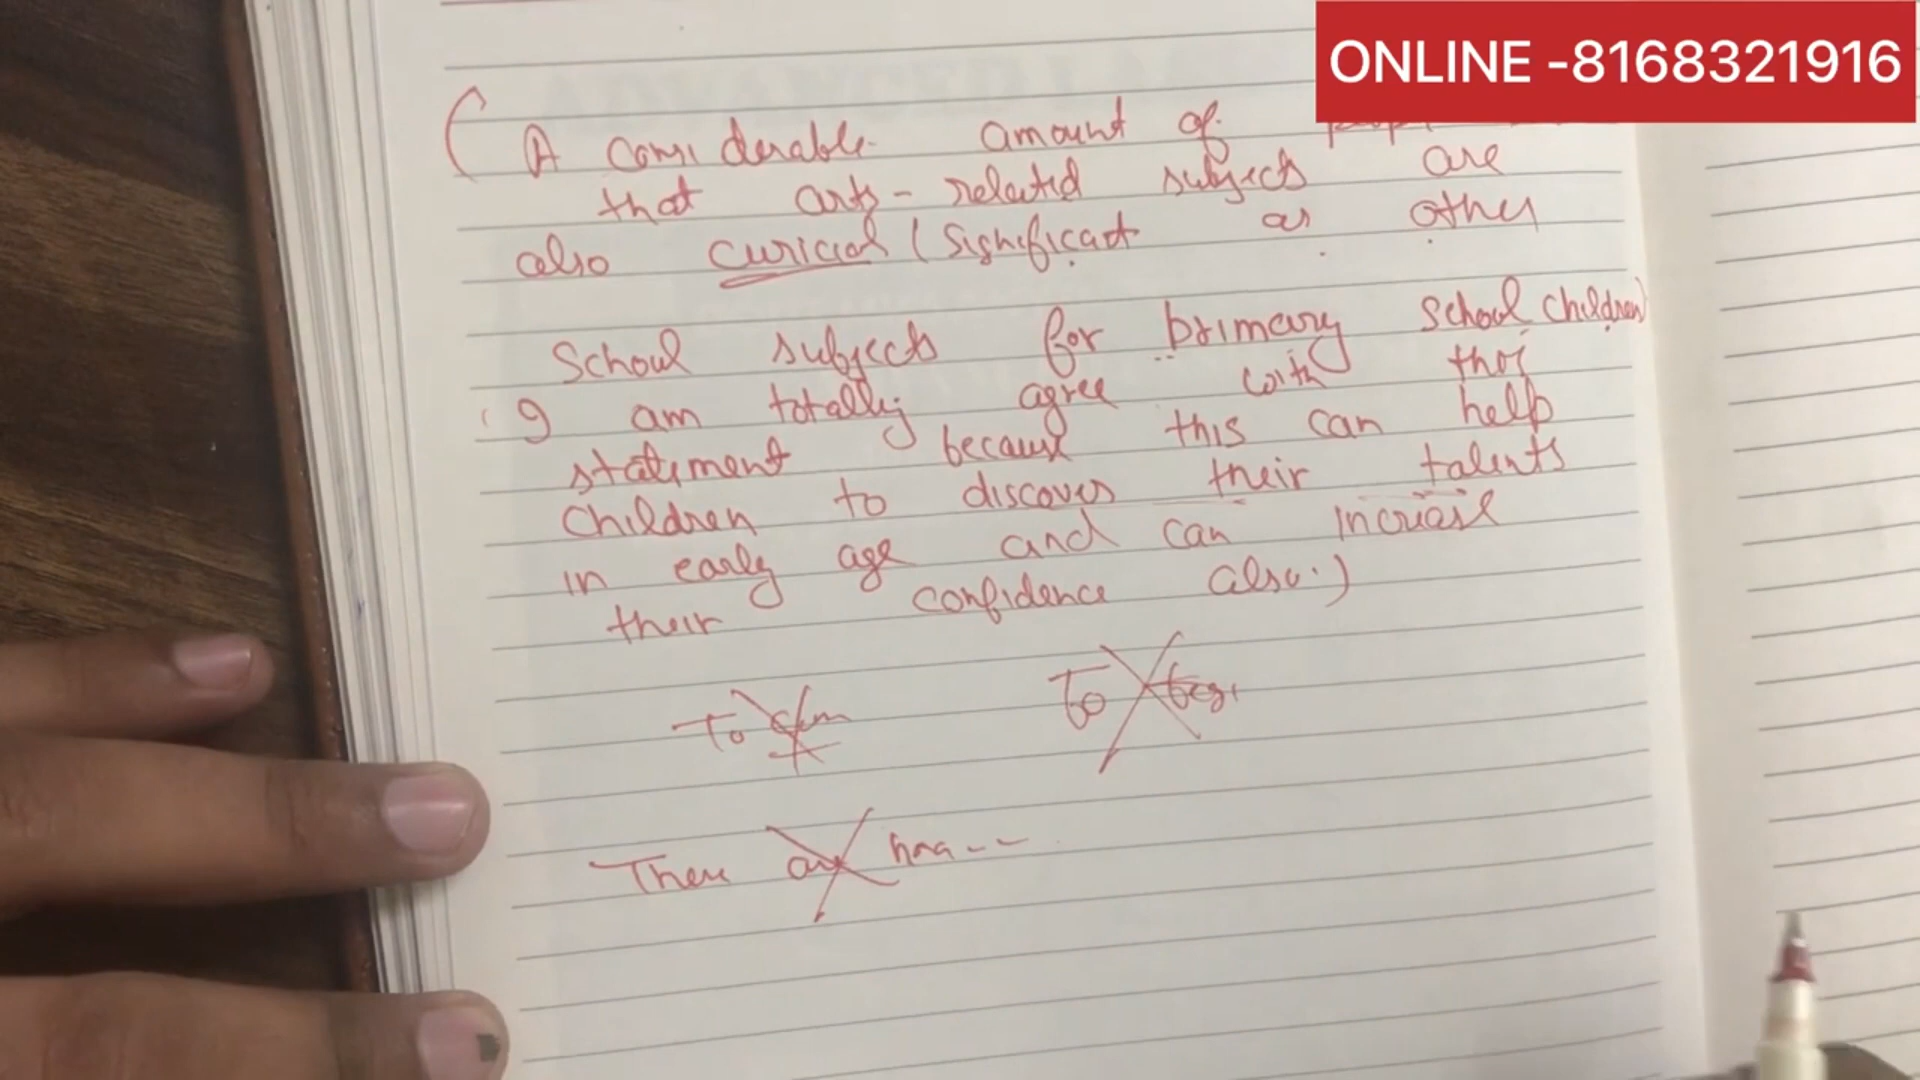 ONLINE -8168321916
( A considerable amount of
that arts - related subjects are
also curicial ( significant as other
School subjects for primary school children
I am totally agree with this
statement because this can help
children to discover their talents
in early age and can increase
their confidence also.)
To
To
There are